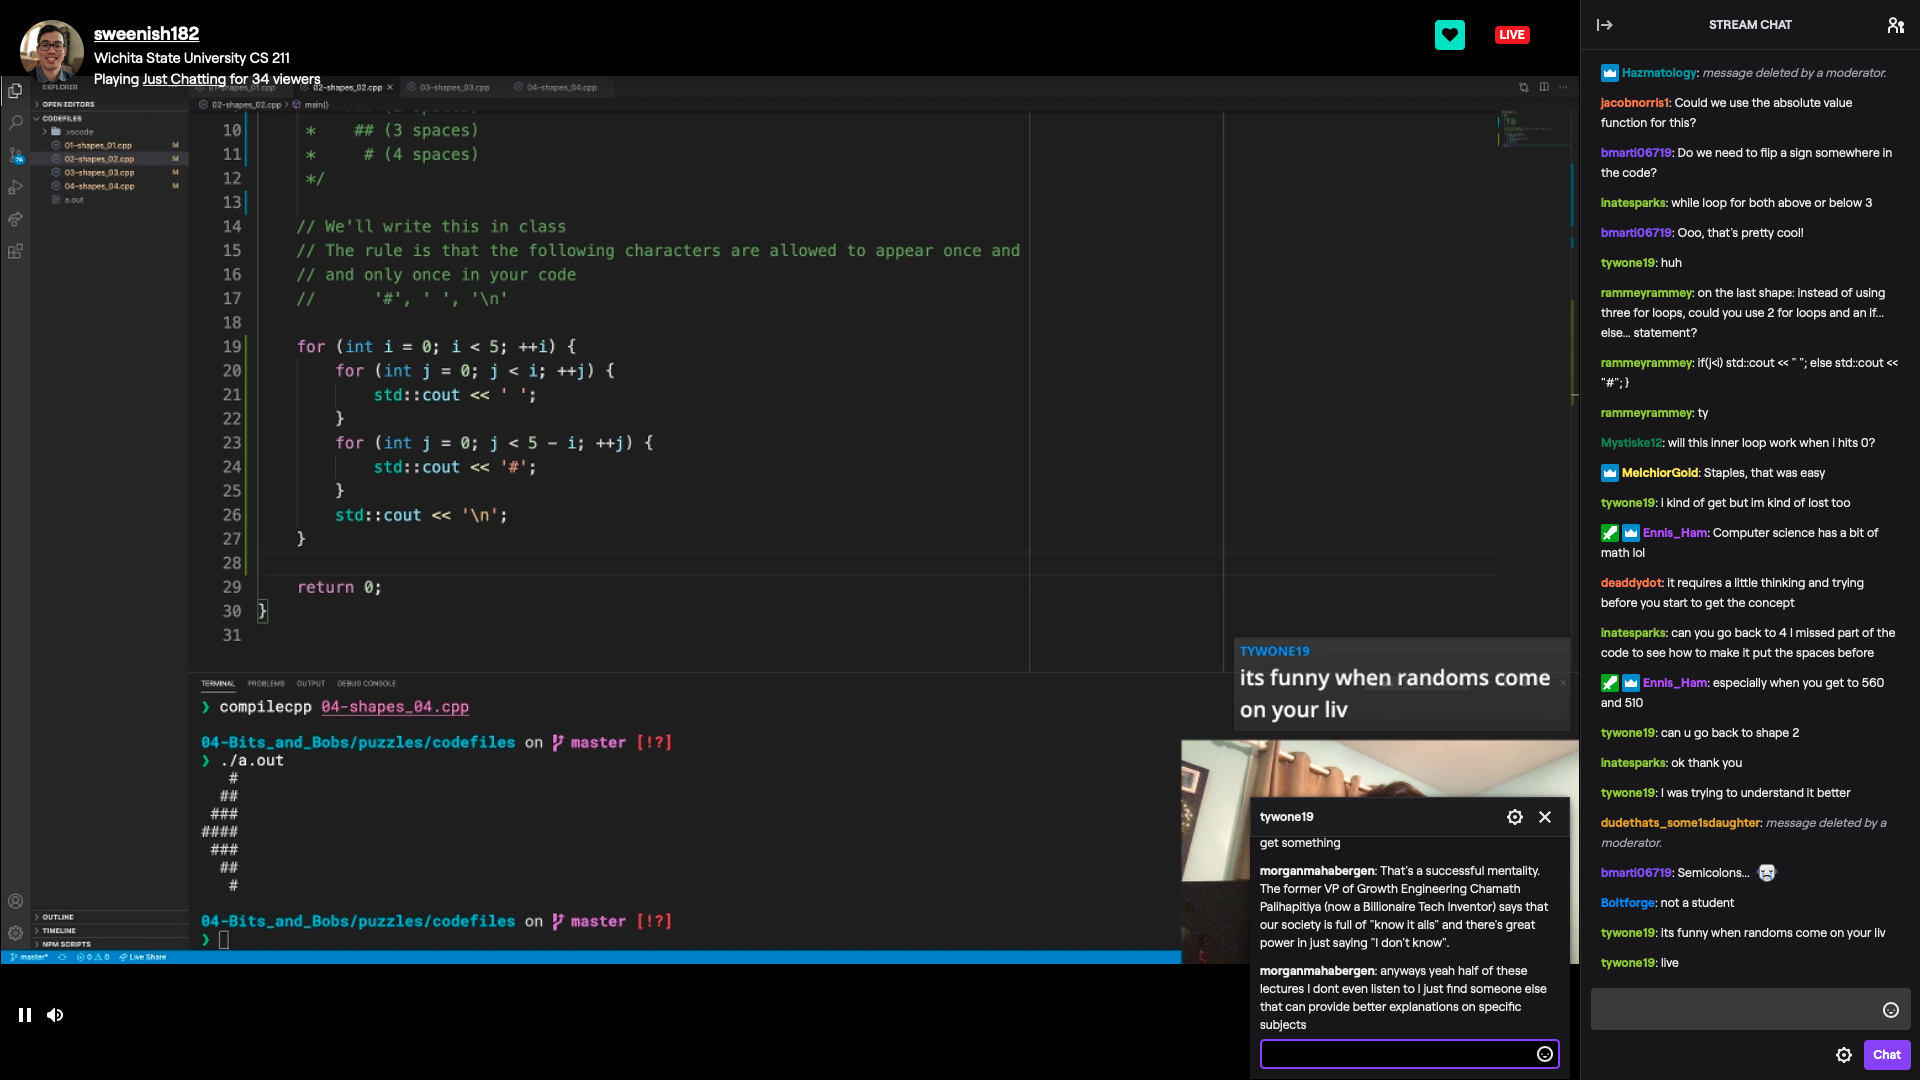 sweenish182
Wichita State University CS 211
Playing Just Chatting for 34 viewers
LIVE
EXPLORER
OPEN EDITORS
CODEFILES
.vscode
01-shapes_01.cpp M
02-shapes_02.cpp M
03-shapes_03.cpp M
04-shapes_04.cpp M
a.out
OUTLINE
TIMELINE
NPM SCRIPTS
01-shapes_01.cpp
02-shapes_02.cpp ×
03-shapes_03.cpp
04-shapes_04.cpp
02-shapes_02.cpp > main()
10 * ## (3 spaces)
11 * # (4 spaces)
12 */
13
14 // We'll write this in class
15 // The rule is that the following characters are allowed to appear once and
16 // and only once in your code
17 // '#', ' ', '\n'
18
19 for (int i = 0; i < 5; ++i) {
20 for (int j = 0; j < i; ++j) {
21 std::cout << ' ';
22 }
23 for (int j = 0; j < 5 - i; ++j) {
24 std::cout << '#';
25 }
26 std::cout << '\n';
27 }
28
29 return 0;
30 }
31
TERMINAL PROBLEMS OUTPUT DEBUG CONSOLE
❯ compilecpp 04-shapes_04.cpp
04-Bits_and_Bobs/puzzles/codefiles on master [!?]
❯ ./a.out
#
##
###
####
###
##
#
04-Bits_and_Bobs/puzzles/codefiles on master [!?]
❯
master* 0 0 Live Share
TYWONE19
its funny when randoms come
on your liv
tywone19
get something
morganmahabergen: That's a successful mentality.
The former VP of Growth Engineering Chamath
Palihapitiya (now a Billionaire Tech Inventor) says that
our society is full of "know it alls" and there's great
power in just saying "I don't know".
morganmahabergen: anyways yeah half of these
lectures I dont even listen to I just find someone else
that can provide better explanations on specific
subjects
STREAM CHAT
Hazmatology: message deleted by a moderator.
jacobnorris1: Could we use the absolute value
function for this?
bmarti06719: Do we need to flip a sign somewhere in
the code?
inatesparks: while loop for both above or below 3
bmarti06719: Ooo, that's pretty cool!
tywone19: huh
rammeyrammey: on the last shape: instead of using
three for loops, could you use 2 for loops and an if...
else... statement?
rammeyrammey: if(j<i) std::cout << " "; else std::cout <<
"#"; }
rammeyrammey: ty
Mystiske12: will this inner loop work when i hits 0?
MelchiorGold: Staples, that was easy
tywone19: i kind of get but im kind of lost too
Ennis_Ham: Computer science has a bit of
math lol
deaddydot: it requires a little thinking and trying
before you start to get the concept
inatesparks: can you go back to 4 I missed part of the
code to see how to make it put the spaces before
Ennis_Ham: especially when you get to 560
and 510
tywone19: can u go back to shape 2
inatesparks: ok thank you
tywone19: I was trying to understand it better
dudethats_some1sdaughter: message deleted by a
moderator.
bmarti06719: Semicolons...
Boltforge: not a student
tywone19: its funny when randoms come on your liv
tywone19: live
Chat